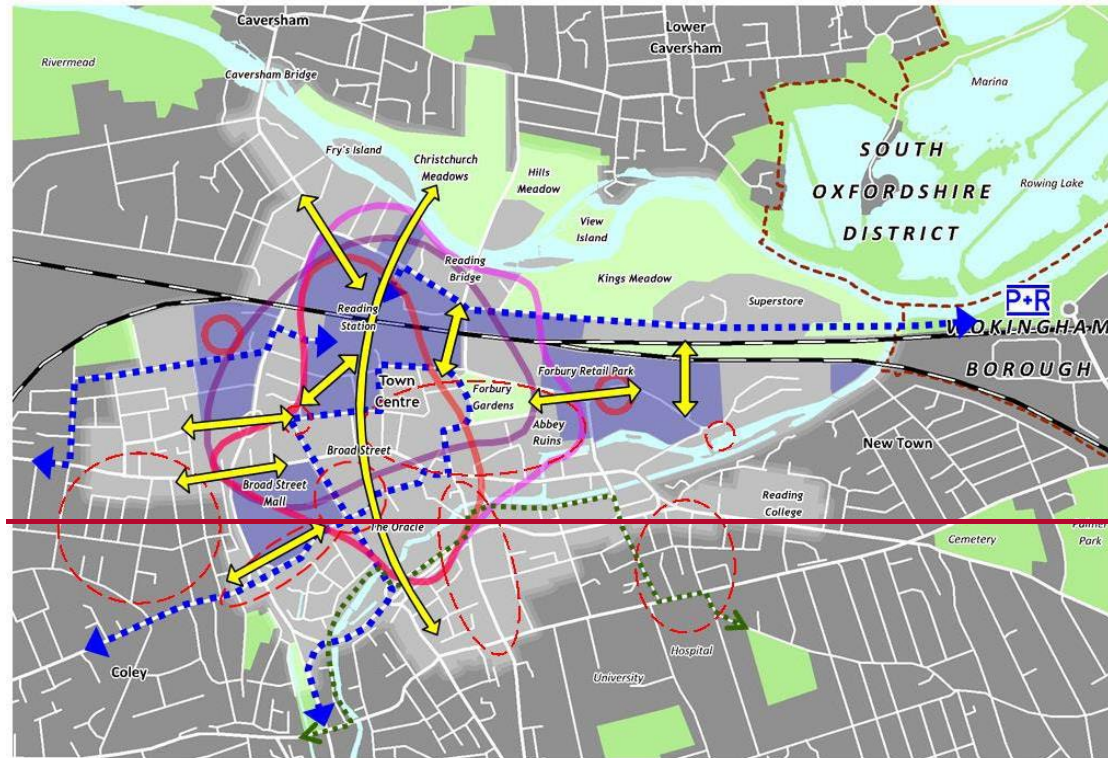 Caversham
Lower
Caversham
Rivermead
Caversham Bridge
Marina
Fry's Island
Christchurch
Meadows
Hills
Meadow
SOUTH
OXFORDSHIRE
DISTRICT
Rowing Lake
View
Island
Reading
Bridge
Kings Meadow
Reading
Station
Superstore
P+R
WOKINGHAM
BOROUGH
Forbury Retail Park
Town
Centre
Forbury
Gardens
Abbey
Ruins
New Town
Broad Street
Broad Street
Mall
Reading
College
The Oracle
Cemetery
Palmer
Park
Coley
Hospital
University